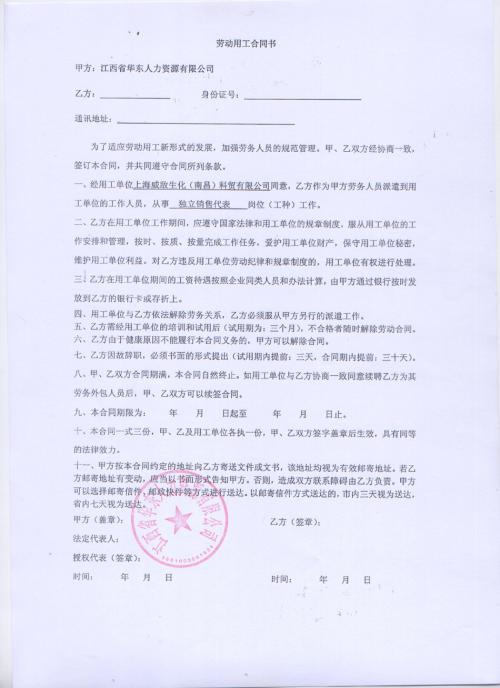 劳动用工合同书
甲方：江西省华东人力资源有限公司
乙方： 身份证号：
通讯地址：
为了适应劳动用工新形式的发展，加强劳务人员的规范管理。甲、乙双方经协商一致，
签订本合同，并共同遵守合同所列条款。
一、经用工单位上海威敌生化（南昌）科贸有限公司同意，乙方作为甲方劳务人员派遣到用
工单位的工作人员，从事 独立销售代表 岗位（工种）工作。
二、乙方在用工单位工作期间，应遵守国家法律和用工单位的规章制度，服从用工单位的工
作安排和管理，按时、按质、按量完成工作任务。爱护用工单位财产，保守用工单位秘密，
维护用工单位利益。对乙方违反用工单位劳动纪律和规章制度的，用工单位有权进行处理。
三、乙方在用工单位期间的工资待遇按照企业同类人员和办法计算，由甲方通过银行按时发
放到乙方的银行卡或存折上。
四、用工单位与乙方依法解除劳务关系，乙方必须服从甲方另行的派遣工作。
五、乙方需经用工单位的培训和试用后（试用期为：三个月），不合格者随时解除劳动合同。
六、乙方由于健康原因不能履行本合同义务的，甲方可以解除合同。
七、乙方因故辞职，必须书面的形式提出（试用期内提前：三天，合同期内提前：三十天）。
八、甲、乙双方合同期满，本合同自然终止。如用工单位与乙方协商一致同意续聘乙方为其
劳务外包人员后，甲、乙双方可以续签合同。
九、本合同期限为： 年 月 日起至 年 月 日止。
十、本合同一式三份，甲、乙及用工单位各执一份，甲、乙双方签字盖章后生效，具有同等
的法律效力。
十一、甲方按本合同约定的地址向乙方寄送文件或文书，该地址均视为有效邮寄地址。若乙
方邮寄地址有变动，应当以书面形式告知甲方。否则，造成双方联系障碍由乙方负责。甲方
可以选择邮寄信件，邮政快件等方式进行送达。以邮寄信件方式送达的，市内三天视为送达，
省内七天视为送达。
甲方（盖章）： 乙方（签章）：
法定代表人：
授权代表（签章）：
时间： 年 月 日 时间： 年 月 日
江西省华东人力资源有限公司